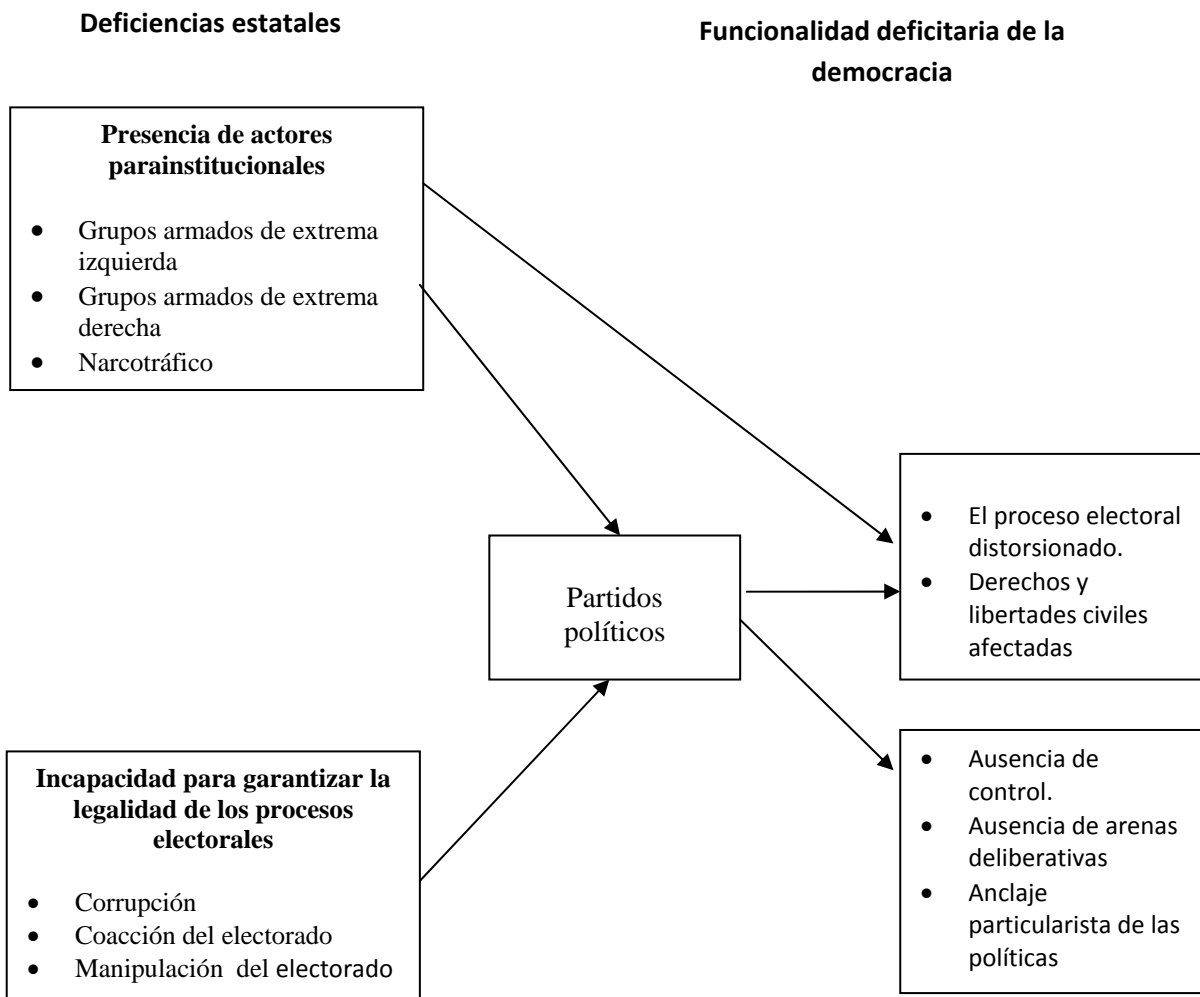 Deficiencias estatales
Funcionalidad deficitaria de la
democracia
Presencia de actores
parainstitucionales
• Grupos armados de extrema
izquierda
• Grupos armados de extrema
derecha
• Narcotráfico
Partidos
políticos
• El proceso electoral
distorsionado.
• Derechos y
libertades civiles
afectadas
Incapacidad para garantizar la
legalidad de los procesos
electorales
• Corrupción
• Coacción del electorado
• Manipulación del electorado
• Ausencia de
control.
• Ausencia de arenas
deliberativas
• Anclaje
particularista de las
políticas